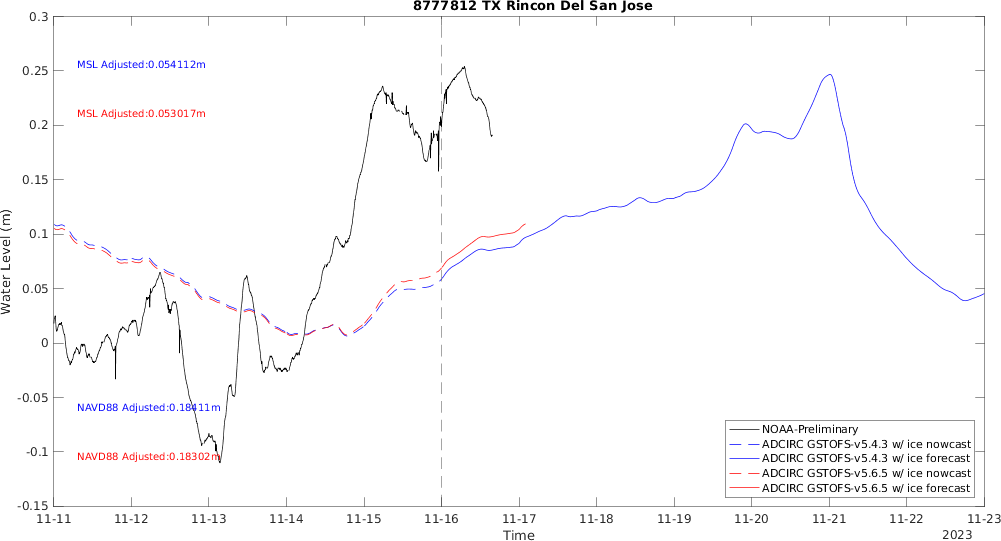 8777812 TX Rincon Del San Jose
0.3
0.25
0.2
0.15
0.1
0.05
0
-0.05
-0.1
-0.15
Water Level (m)
MSL Adjusted:0.054112m
MSL Adjusted:0.053017m
NAVD88 Adjusted:0.18411m
NAVD88 Adjusted:0.18302m
NOAA-Preliminary
ADCIRC GSTOFS-v5.4.3 w/ ice nowcast
ADCIRC GSTOFS-v5.4.3 w/ ice forecast
ADCIRC GSTOFS-v5.6.5 w/ ice nowcast
ADCIRC GSTOFS-v5.6.5 w/ ice forecast
11-11 11-12 11-13 11-14 11-15 11-16 11-17 11-18 11-19 11-20 11-21 11-22 11-23
Time
2023